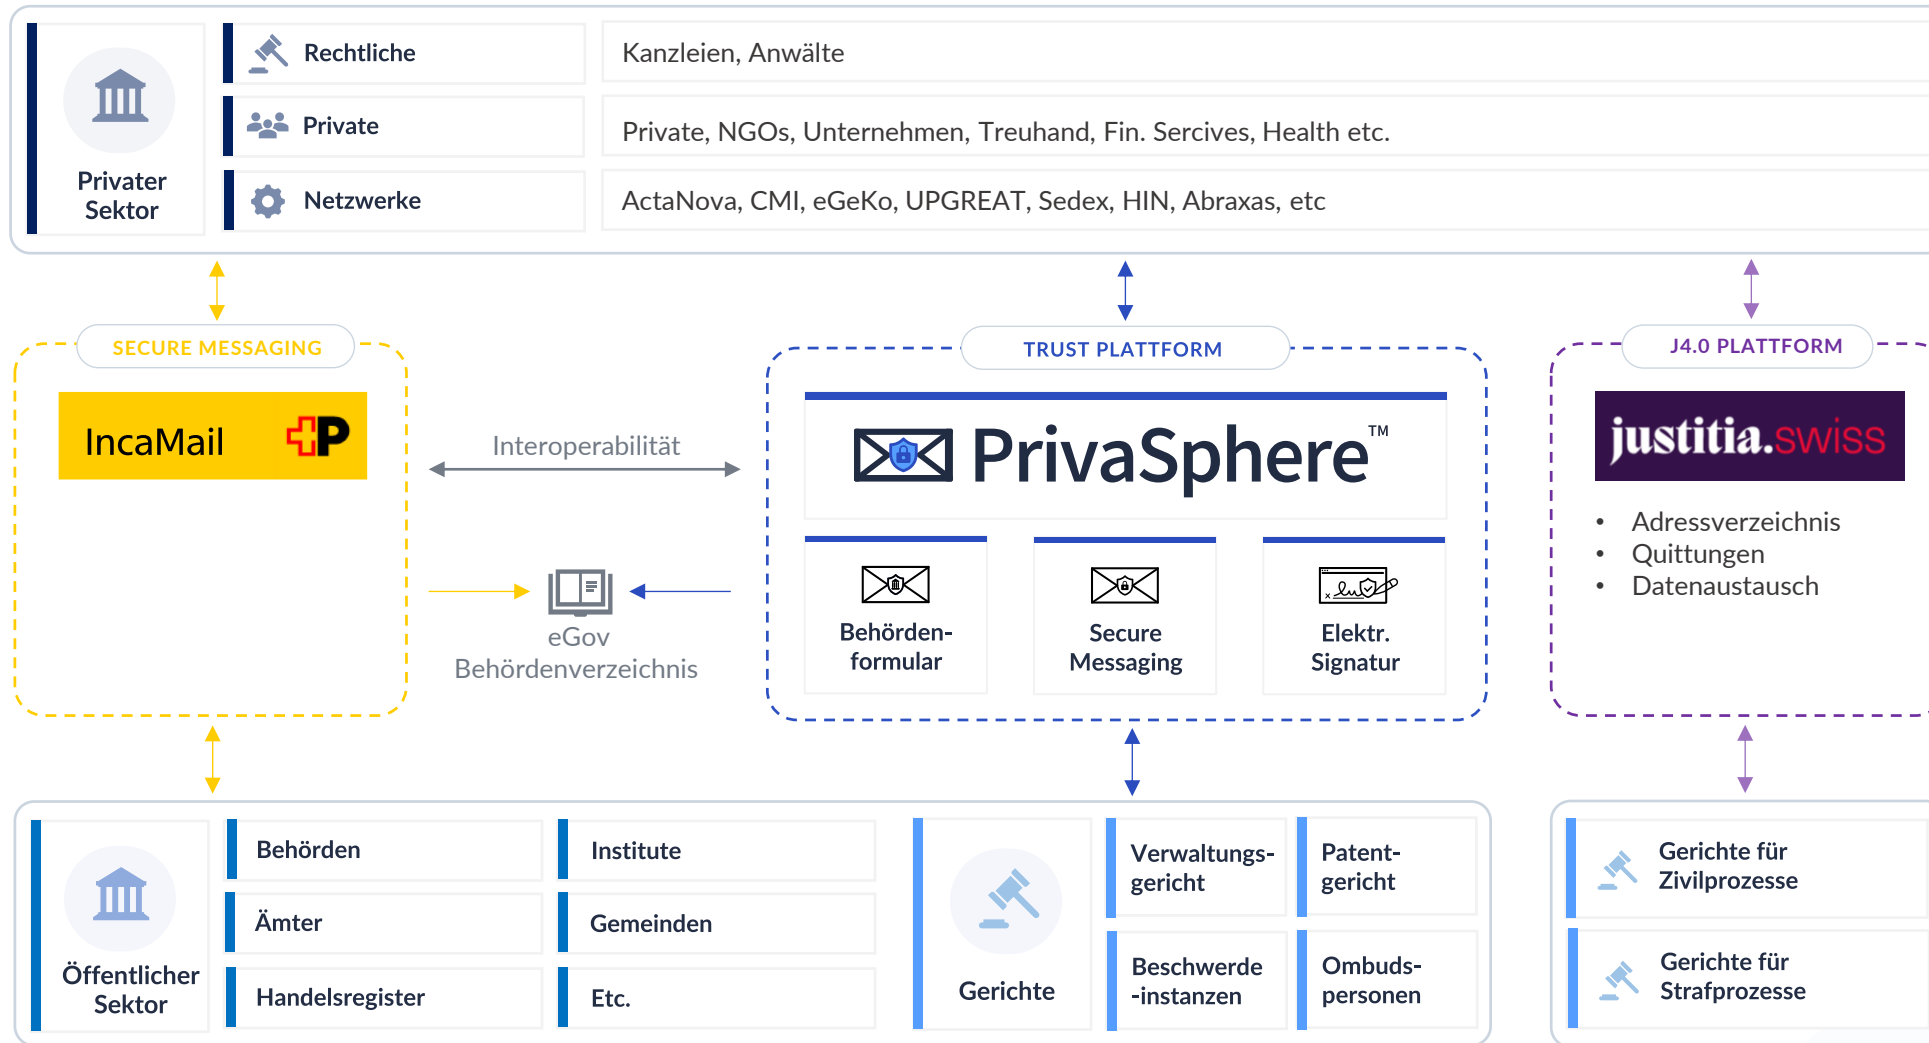 Privater
Sektor
Rechtliche
Kanzleien, Anwälte
Private
Private, NGOs, Unternehmen, Treuhand, Fin. Sercives, Health etc.
Netzwerke
ActaNova, CMI, eGeKo, UPGREAT, Sedex, HIN, Abraxas, etc
SECURE MESSAGING
IncaMail
P
Interoperabilität
eGov
Behördenverzeichnis
TRUST PLATTFORM
PrivaSphere™
Behörden-
formular
Secure
Messaging
Elektr.
Signatur
J4.0 PLATTFORM
justitia.swiss
• Adressverzeichnis
• Quittungen
• Datenaustausch
Öffentlicher
Sektor
Behörden
Institute
Ämter
Gemeinden
Handelsregister
Etc.
Gerichte
Verwaltungs-
gericht
Patent-
gericht
Beschwerde
-instanzen
Ombuds-
personen
Gerichte für
Zivilprozesse
Gerichte für
Strafprozesse